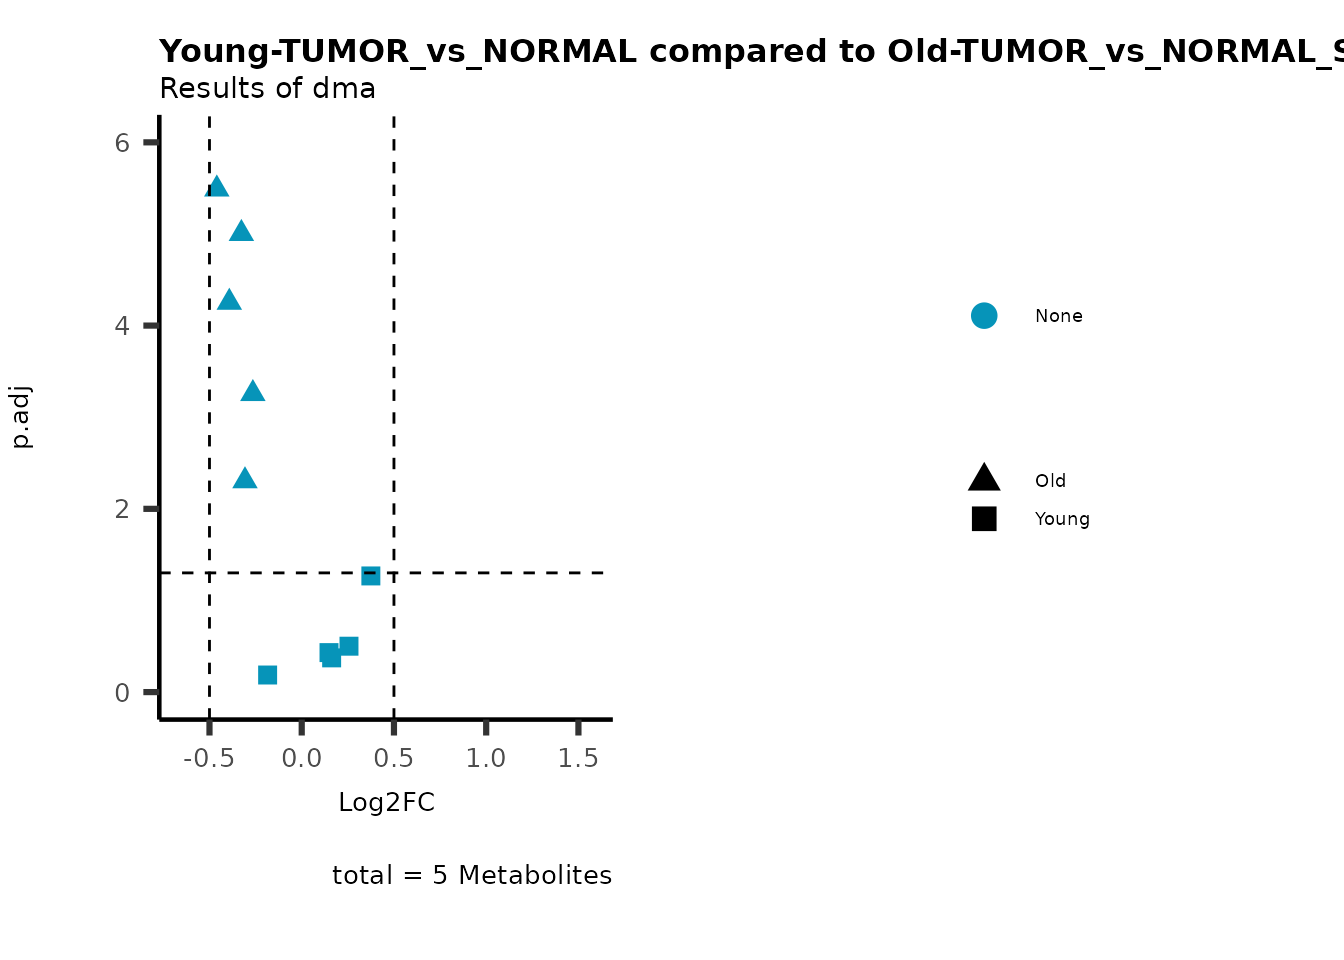 Young-TUMOR_vs_NORMAL compared to Old-TUMOR_vs_NORMAL_S
Results of dma
6
4
2
0
p.adj
-0.5 0.0 0.5 1.0 1.5
Log2FC
total = 5 Metabolites
None
Old
Young